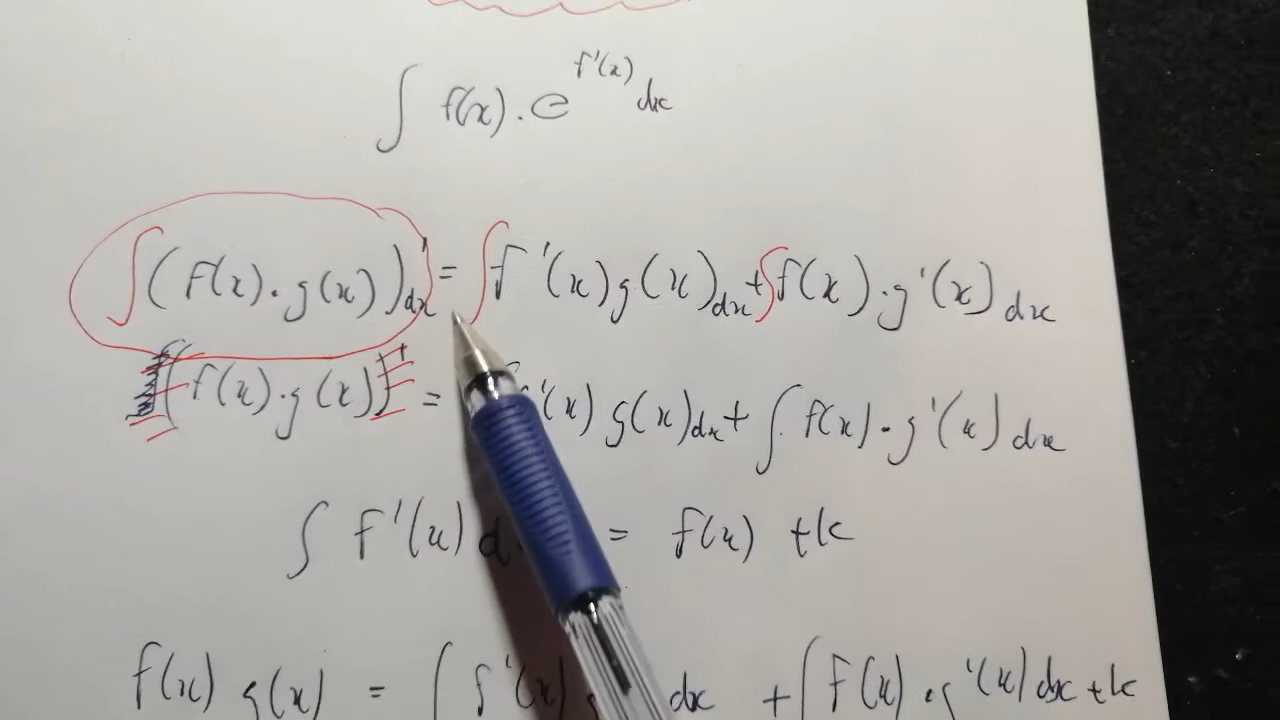 ∫ f(x) . e^f'(x) dx
∫ (f(x) . g(x))' dx = ∫ f'(x) g(x) dx + ∫ f(x) . g'(x) dx
f(x) . g(x) = '(x) g(x) dx + ∫ f(x) . g'(x) dx
∫ f'(x) d = f(x) + k
f(x) g(x) = ∫ f'(x) dx + ∫ f(x) . g'(x) dx + k